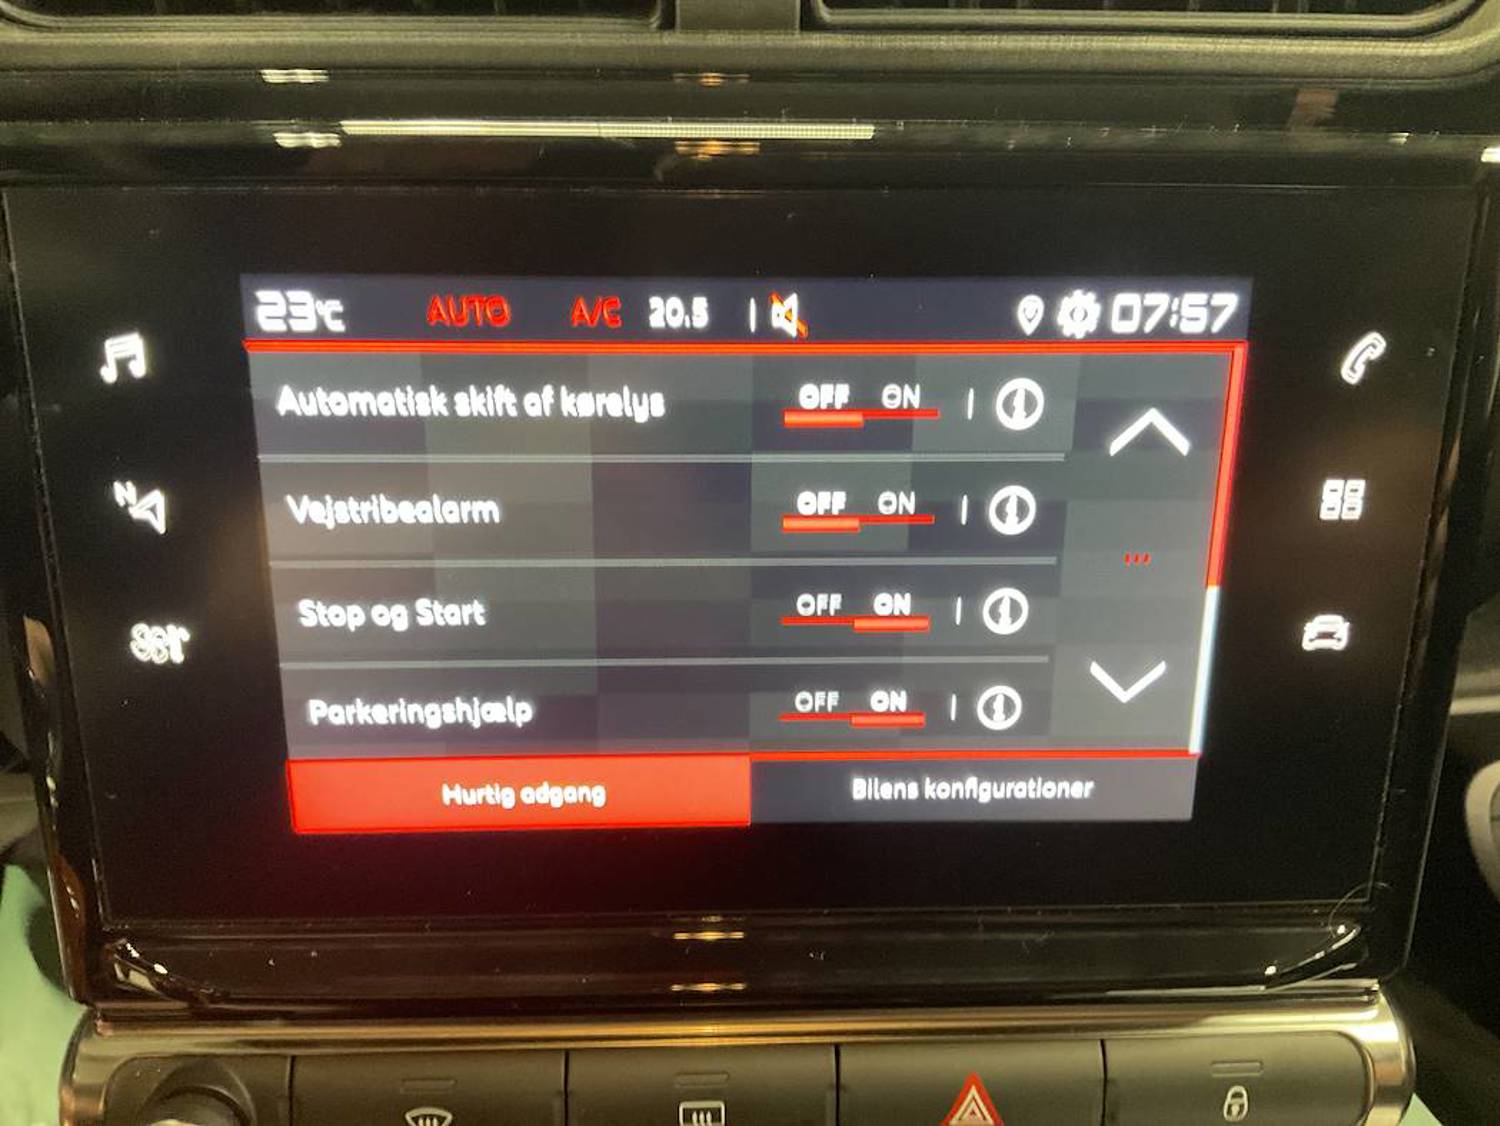 23°C AUTO A/C 20.5 07:57
Automatisk skift af kørelys OFF ON
Vejstribealarm OFF ON
Stop og Start OFF ON
Parkeringshjælp OFF ON
Hurtig adgang Bilens konfigurationer
N